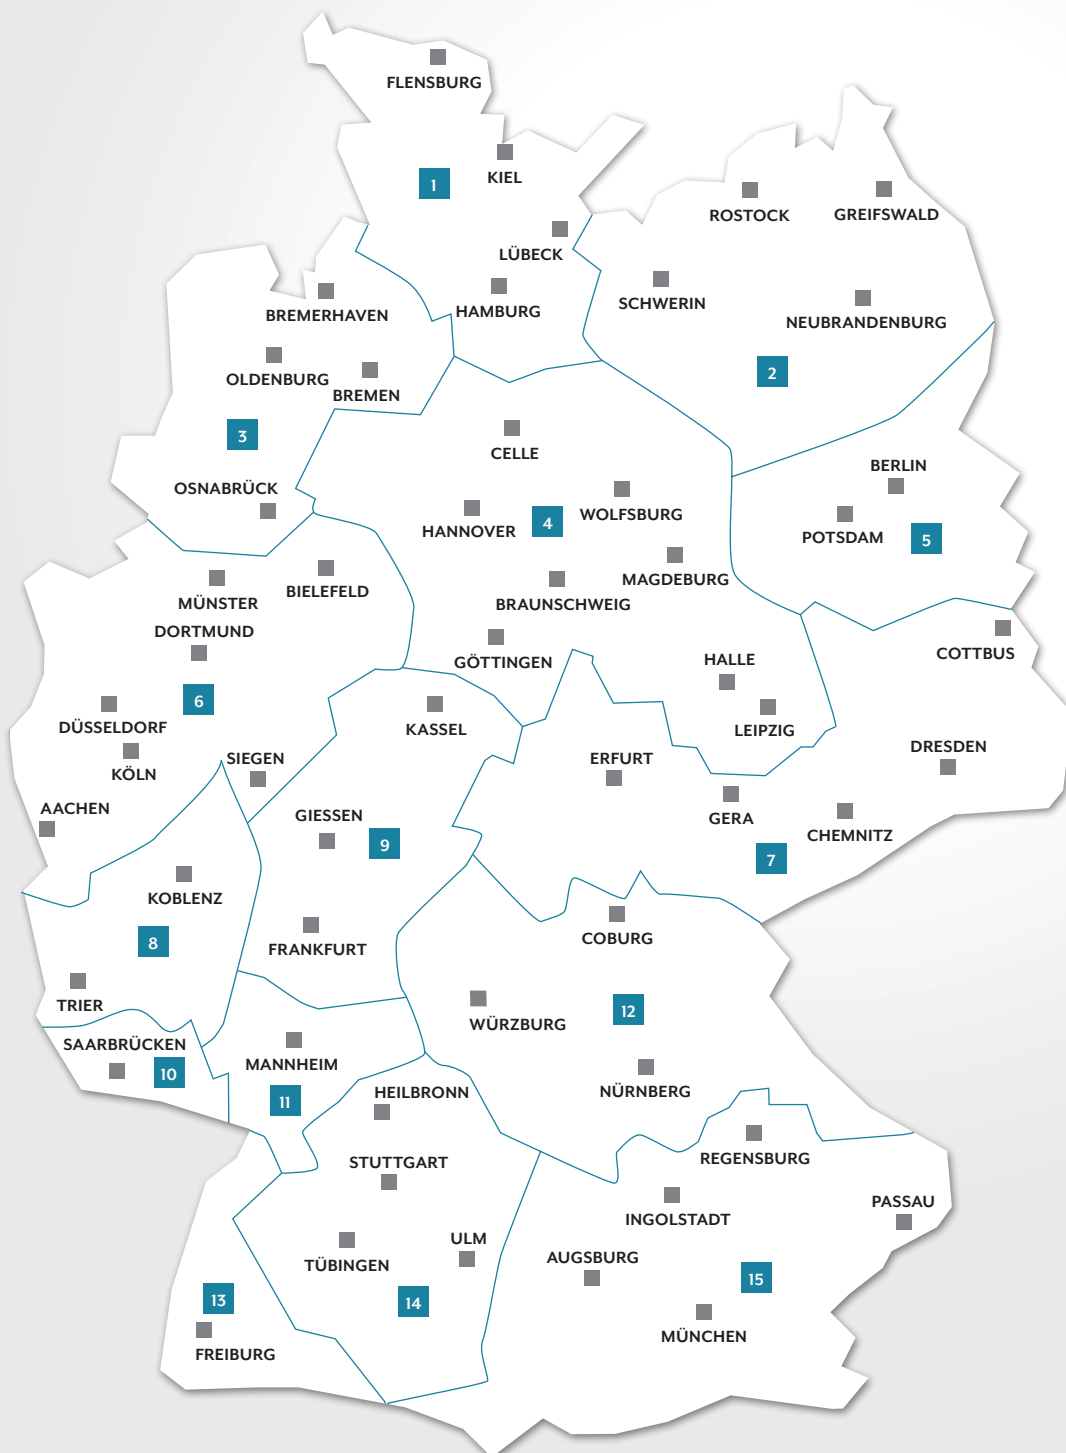 FLENSBURG
KIEL
1
LÜBECK
HAMBURG
ROSTOCK
GREIFSWALD
SCHWERIN
NEUBRANDENBURG
2
BREMERHAVEN
OLDENBURG
BREMEN
3
OSNABRÜCK
CELLE
HANNOVER
4
WOLFSBURG
MAGDEBURG
BRAUNSCHWEIG
GÖTTINGEN
HALLE
LEIPZIG
BERLIN
POTSDAM
5
MÜNSTER
BIELEFELD
DORTMUND
6
DÜSSELDORF
KÖLN
SIEGEN
AACHEN
COTTBUS
DRESDEN
ERFURT
GERA
CHEMNITZ
7
KOBLENZ
8
TRIER
KASSEL
GIESSEN
9
FRANKFURT
SAARBRÜCKEN
10
MANNHEIM
11
COBURG
WÜRZBURG
12
NÜRNBERG
13
FREIBURG
HEILBRONN
STUTTGART
TÜBINGEN
ULM
14
REGENSBURG
INGOLSTADT
PASSAU
AUGSBURG
15
MÜNCHEN